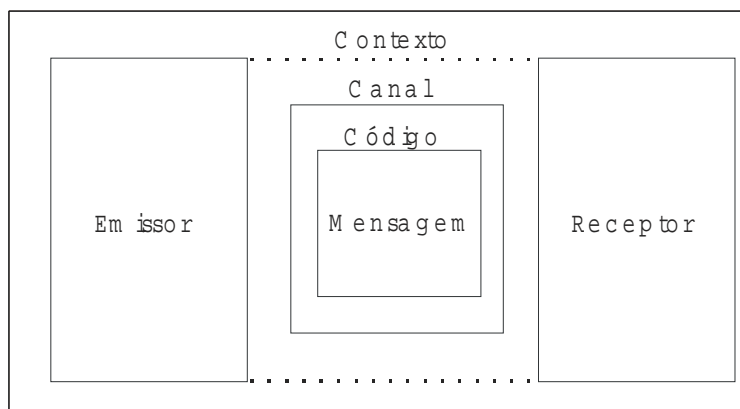 Contexto
Canal
Código
Emissor
Mensagem
Receptor